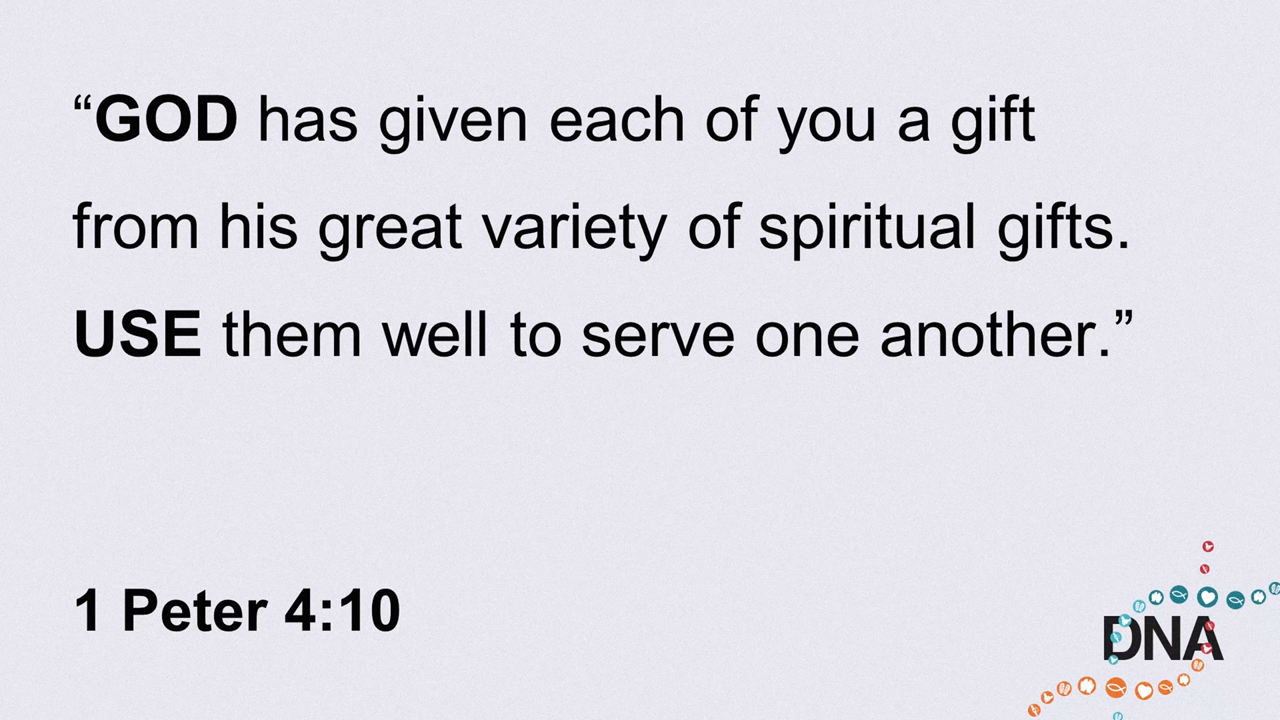 “GOD has given each of you a gift
from his great variety of spiritual gifts.
USE them well to serve one another.”
1 Peter 4:10
DNA